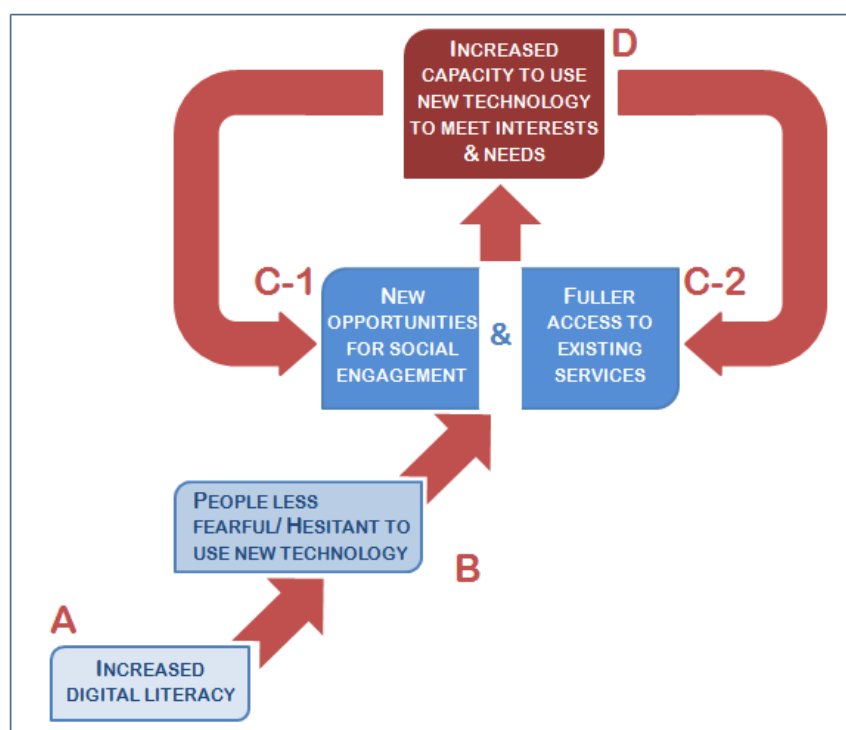 INCREASED
CAPACITY TO USE
NEW TECHNOLOGY
TO MEET INTERESTS
& NEEDS
D
C-1
NEW
OPPORTUNITIES
FOR SOCIAL
ENGAGEMENT
&
FULLER
ACCESS TO
EXISTING
SERVICES
C-2
PEOPLE LESS
FEARFUL/ HESITANT TO
USE NEW TECHNOLOGY
B
A
INCREASED
DIGITAL LITERACY